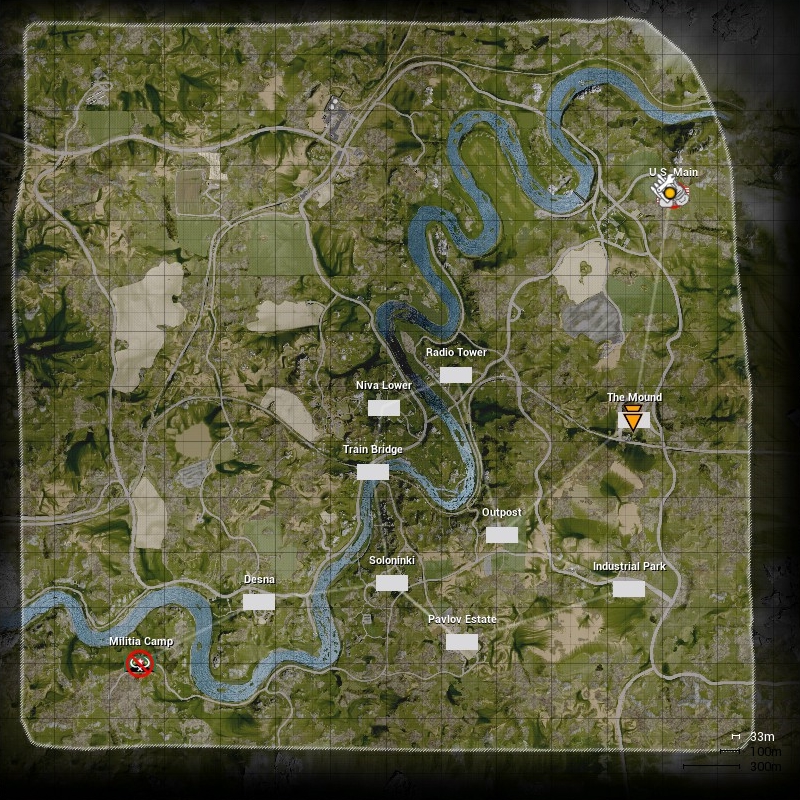 U.S. Main
Radio Tower
Niva Lower
The Mound
Train Bridge
Outpost
Soloninki
Industrial Park
Desna
Pavlov Estate
Militia Camp
33m
100m
300m